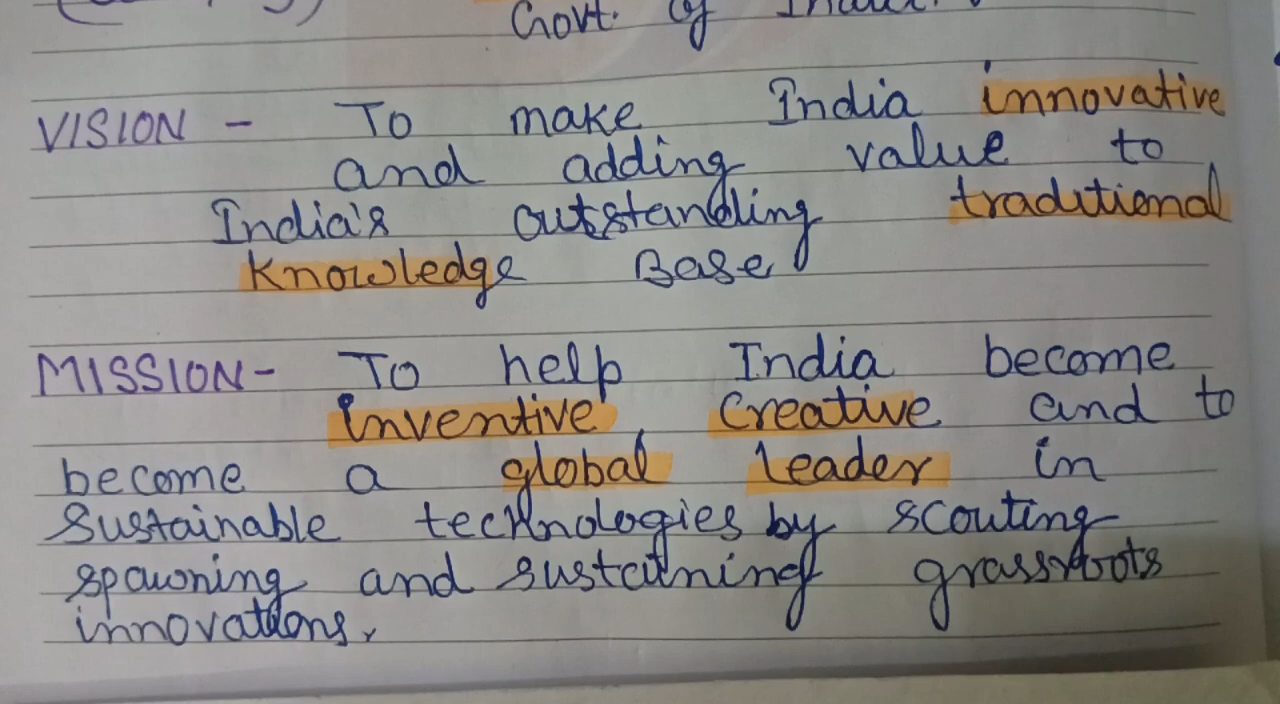 Govt. of India.
VISION - To make India innovative
and adding value to
India's outstanding traditional
Knowledge Base
MISSION- To help India become
inventive, creative and to
become a global leader in
sustainable technologies by scouting
spawning and sustaining grassroots
innovations.